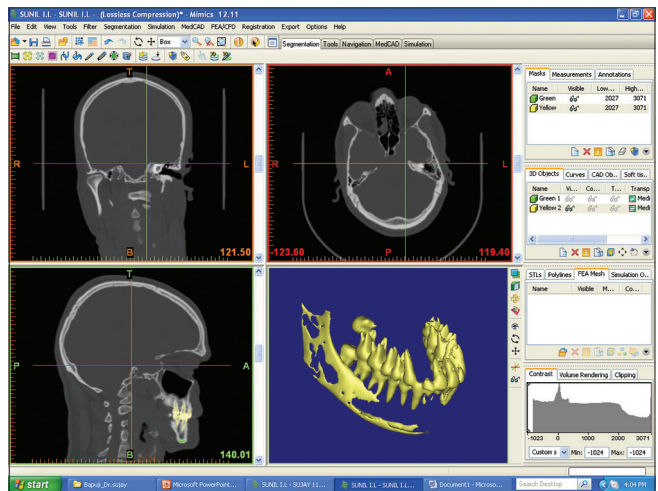 SUNIL I.L - SUNIL I.L - (Lossless Compression)* - Mimics 12.11
File Edit View Tools Filter Segmentation Simulation MedCAD FEA/CFD Registration Export Options Help
Box
Segmentation Tools Navigation MedCAD Simulation
T
R
L
B
121.50
A
R
L
-123.60
P
119.40
T
P
A
B
140.01
Masks Measurements Annotations
Name Visible Low... High...
Green 2027 3071
Yellow 2027 3071
3D Objects Curves CAD Ob.. Soft tis..
Name Vi... Co... T... Transp
Green 1 Medi
Yellow 2 Medi
STLs Polylines FEA Mesh Simulation O..
Name Visible M... Co...
Contrast Volume Rendering Clipping
-1023 0 1000 2000 3071
Custom s Min: -1024 Max: -1024
start
Bapuji_Dr.sujay
Microsoft PowerPoint...
SUNIL I.L - SUJAY 11...
SUNIL I.L - SUNIL I.L...
Document1 - Microso...
Search Desktop
4:04 PM